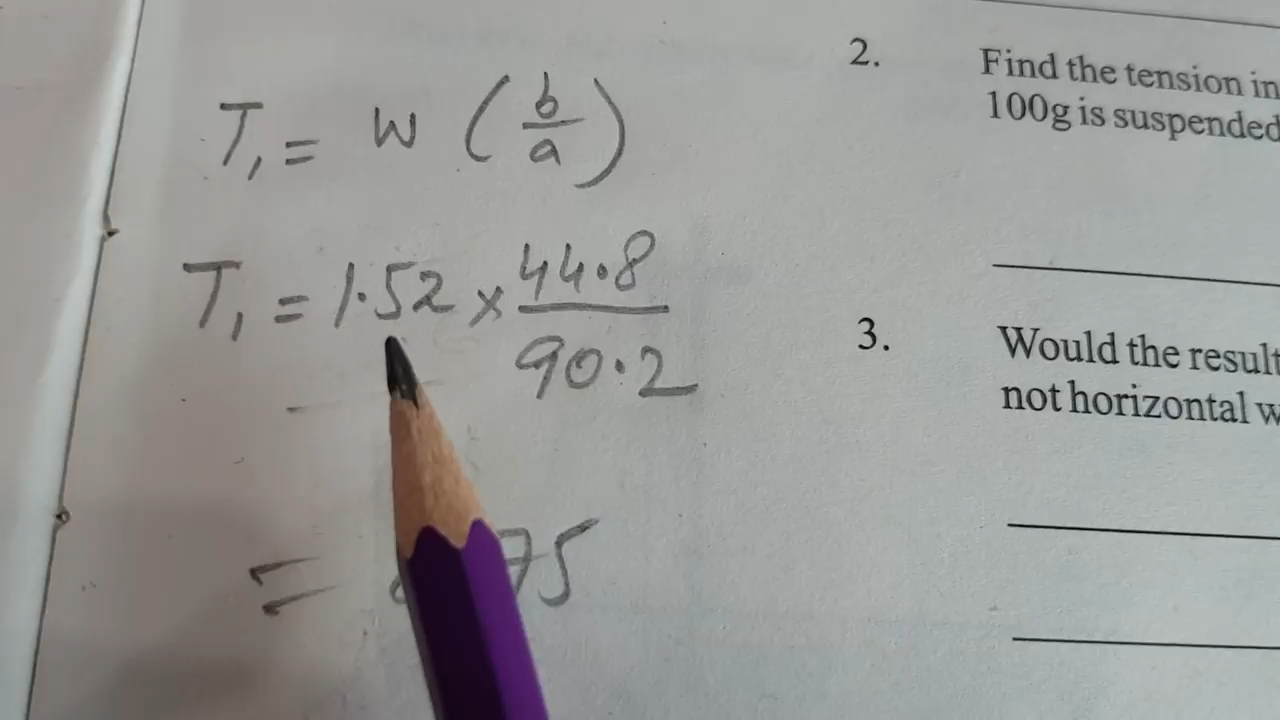 T₁ = W (b/a)
T₁ = 1.52 × 44.8/90.2
= 75
2. Find the tension in
100g is suspended
3. Would the result
not horizontal w